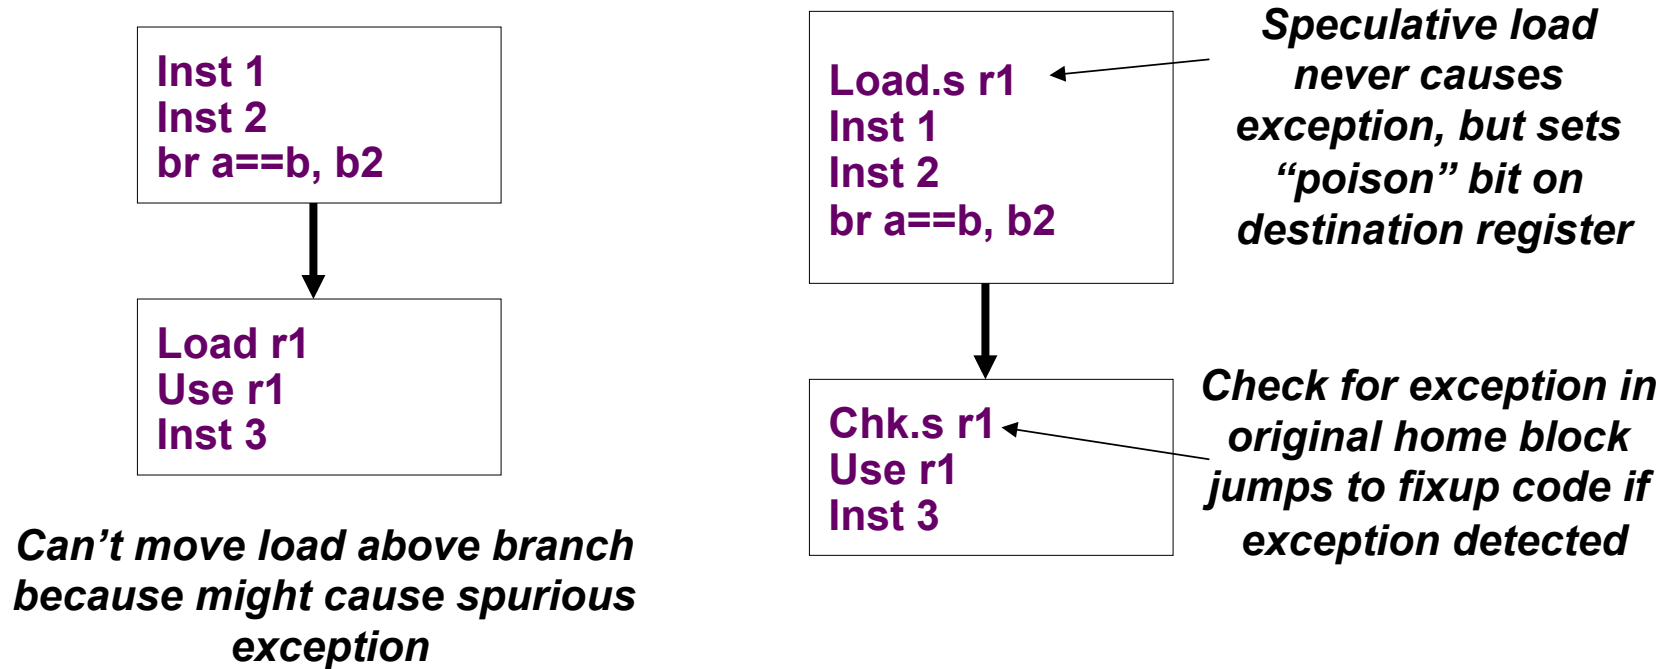 Inst 1
Inst 2
br a==b, b2
Load r1
Use r1
Inst 3
Can’t move load above branch
because might cause spurious
exception
Load.s r1
Inst 1
Inst 2
br a==b, b2
Speculative load
never causes
exception, but sets
“poison” bit on
destination register
Chk.s r1
Use r1
Inst 3
Check for exception in
original home block
jumps to fixup code if
exception detected